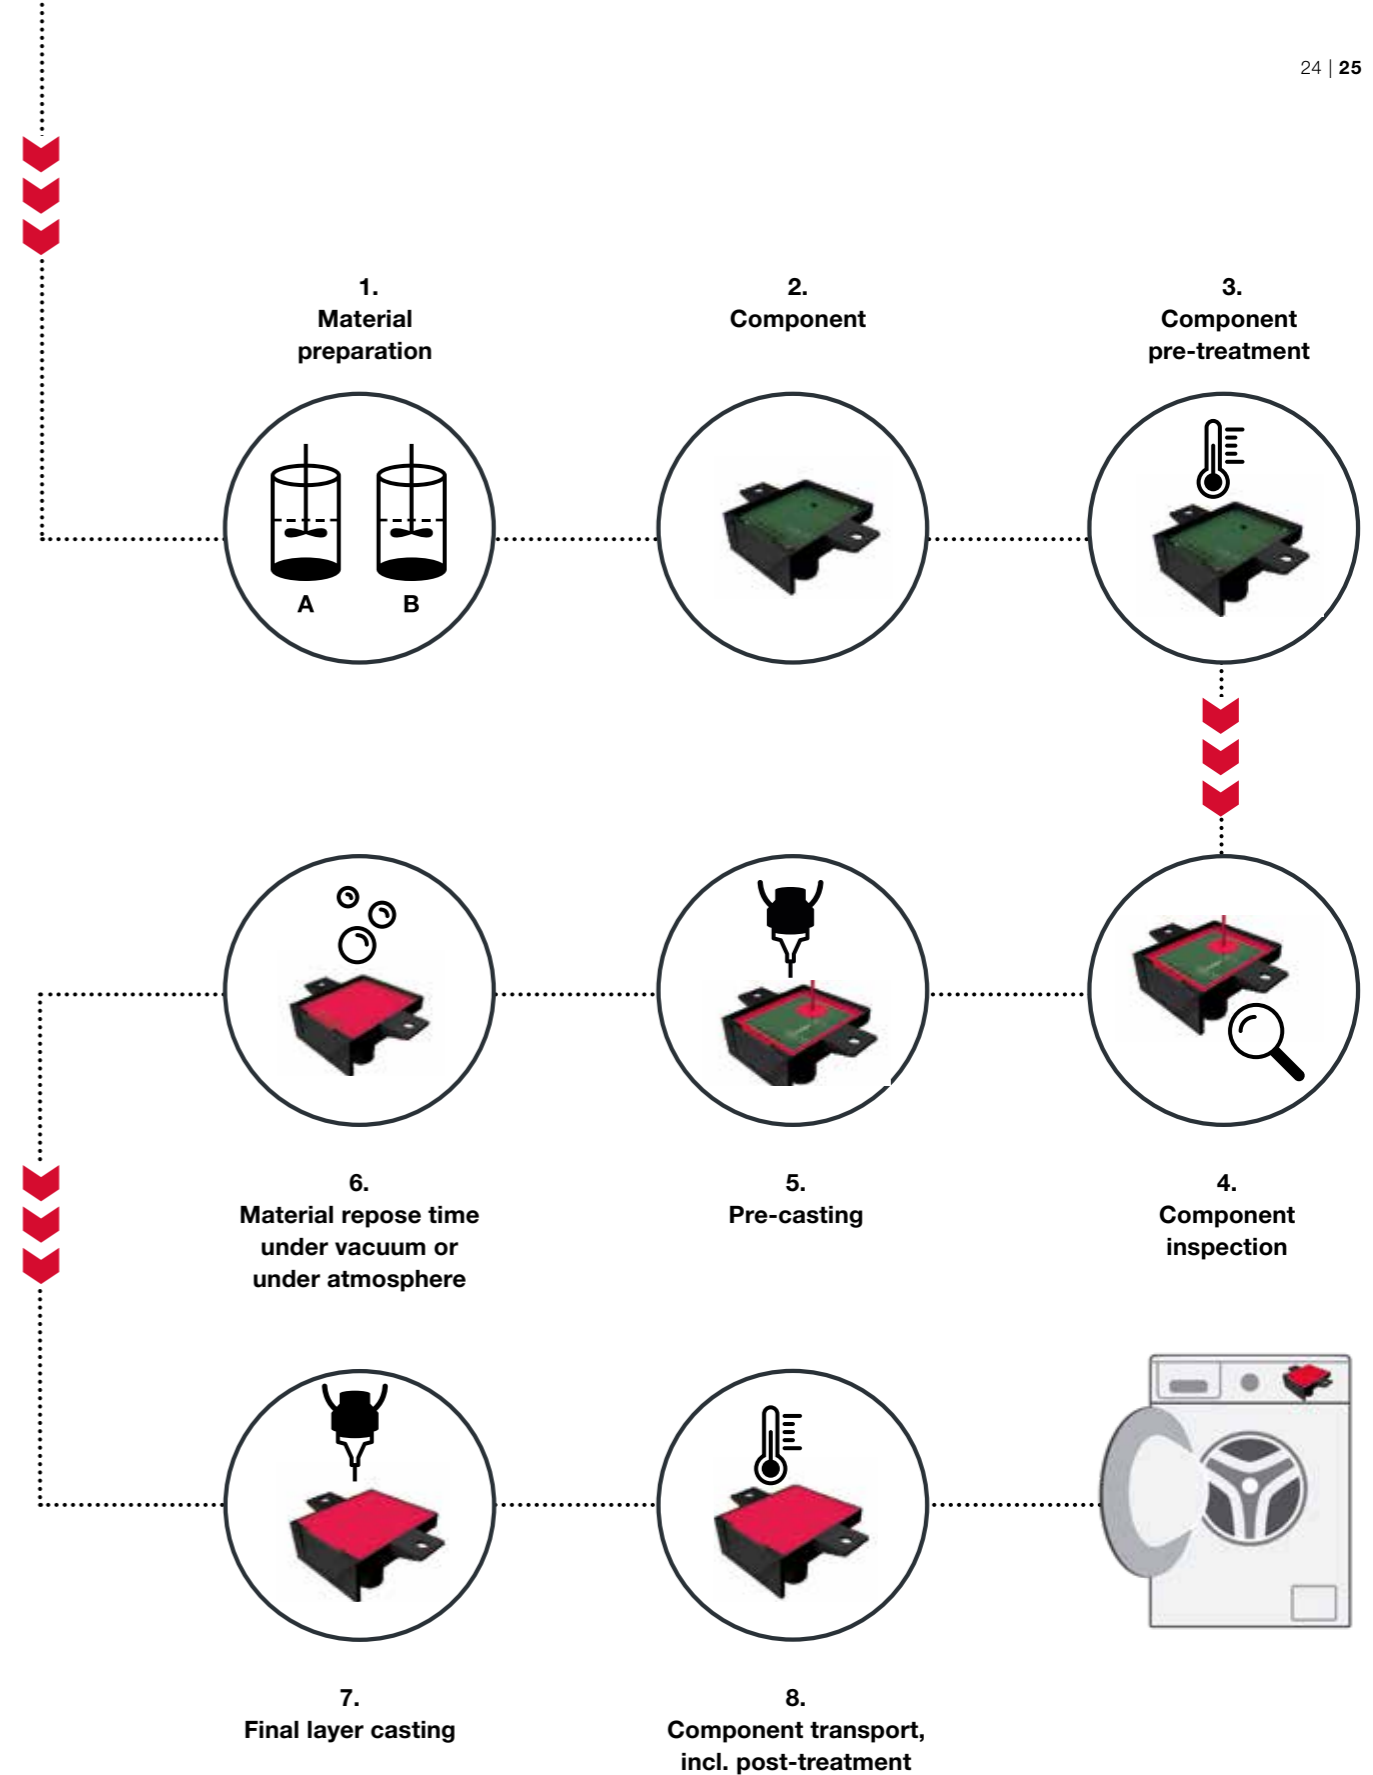 24 | 25
1.
Material
preparation
2.
Component
3.
Component
pre-treatment
A
B
4.
Component
inspection
5.
Pre-casting
6.
Material repose time
under vacuum or
under atmosphere
7.
Final layer casting
8.
Component transport,
incl. post-treatment